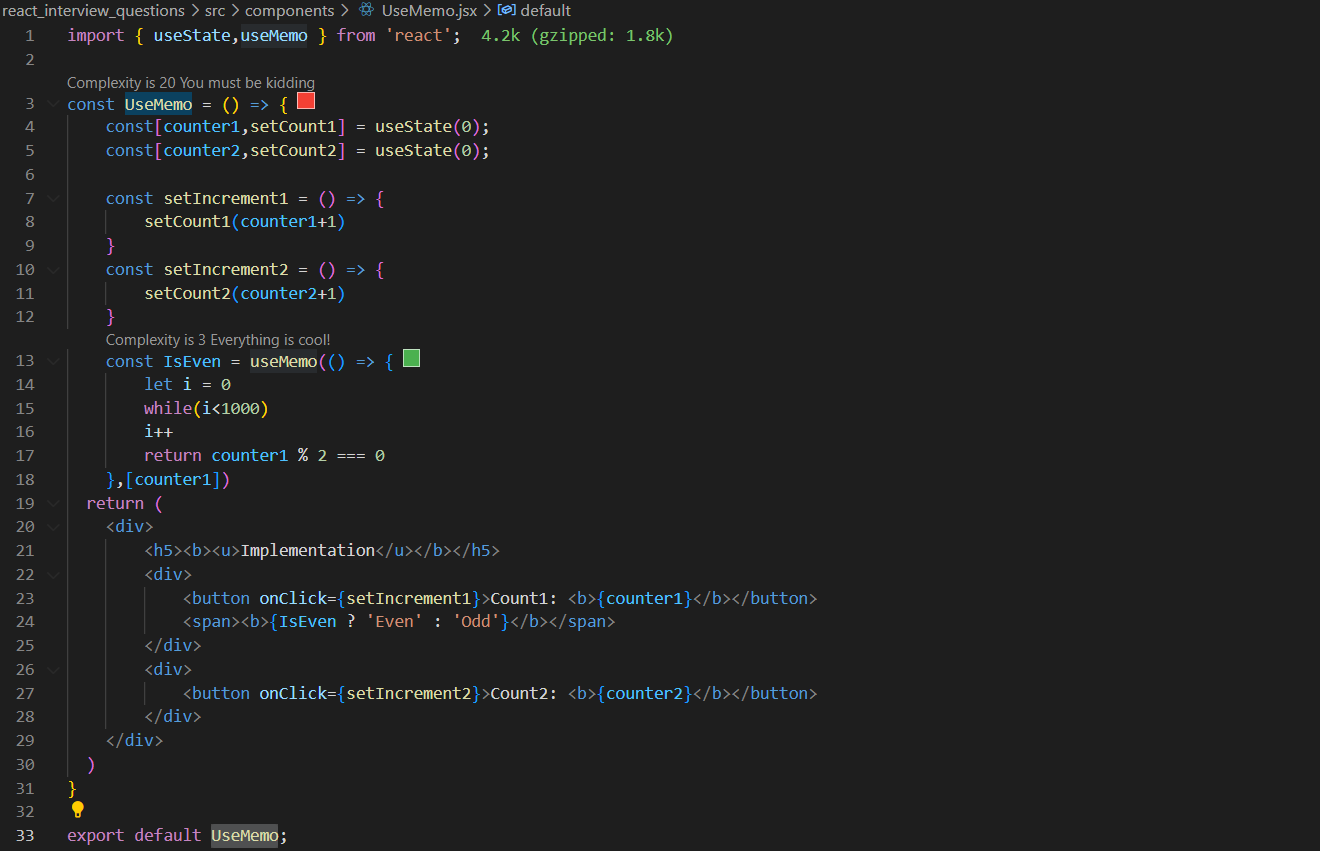 react_interview_questions > src > components > UseMemo.jsx > default
1 import { useState,useMemo } from 'react'; 4.2k (gzipped: 1.8k)
2
Complexity is 20 You must be kidding
3 const UseMemo = () => {
4 const[counter1,setCount1] = useState(0);
5 const[counter2,setCount2] = useState(0);
6
7 const setIncrement1 = () => {
8 setCount1(counter1+1)
9 }
10 const setIncrement2 = () => {
11 setCount2(counter2+1)
12 }
Complexity is 3 Everything is cool!
13 const IsEven = useMemo(() => {
14 let i = 0
15 while(i<1000)
16 i++
17 return counter1 % 2 === 0
18 },[counter1])
19 return (
20 <div>
21 <h5><b><u>Implementation</u></b></h5>
22 <div>
23 <button onClick={setIncrement1}>Count1: <b>{counter1}</b></button>
24 <span><b>{IsEven ? 'Even' : 'Odd'}</b></span>
25 </div>
26 <div>
27 <button onClick={setIncrement2}>Count2: <b>{counter2}</b></button>
28 </div>
29 </div>
30 )
31 }
32
33 export default UseMemo;